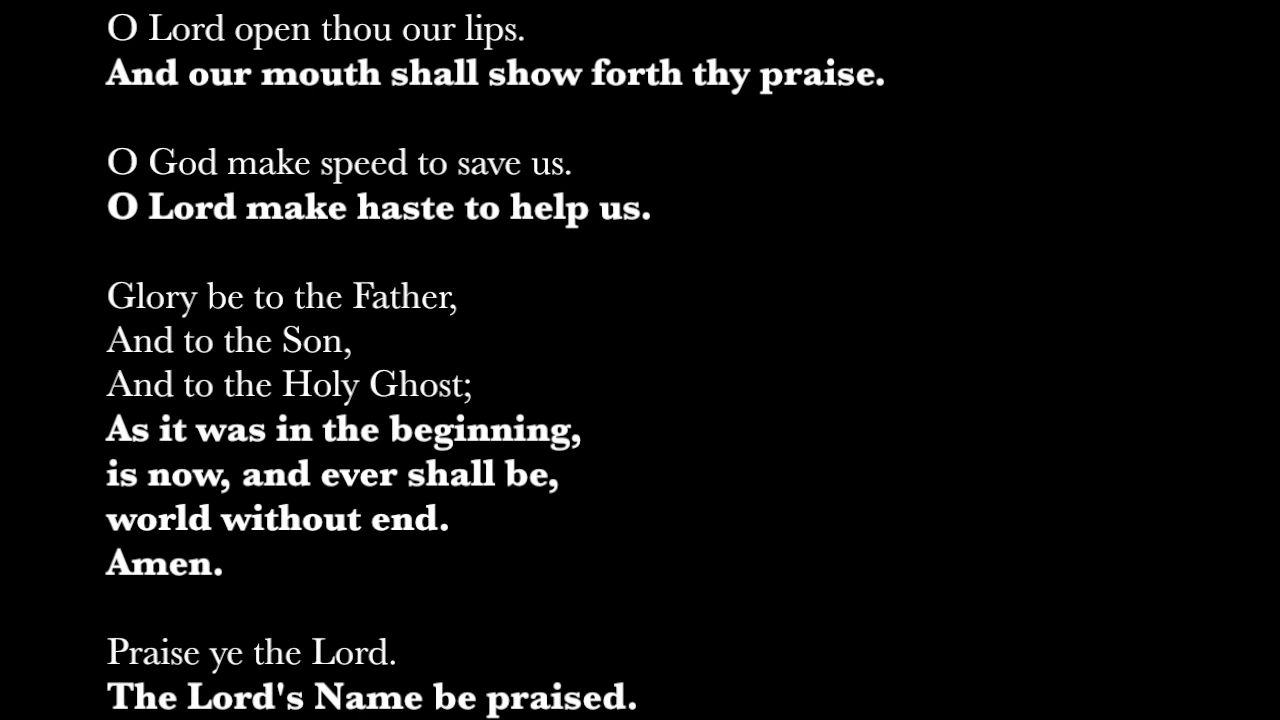 O Lord open thou our lips.
And our mouth shall show forth thy praise.
O God make speed to save us.
O Lord make haste to help us.
Glory be to the Father,
And to the Son,
And to the Holy Ghost;
As it was in the beginning,
is now, and ever shall be,
world without end.
Amen.
Praise ye the Lord.
The Lord's Name be praised.